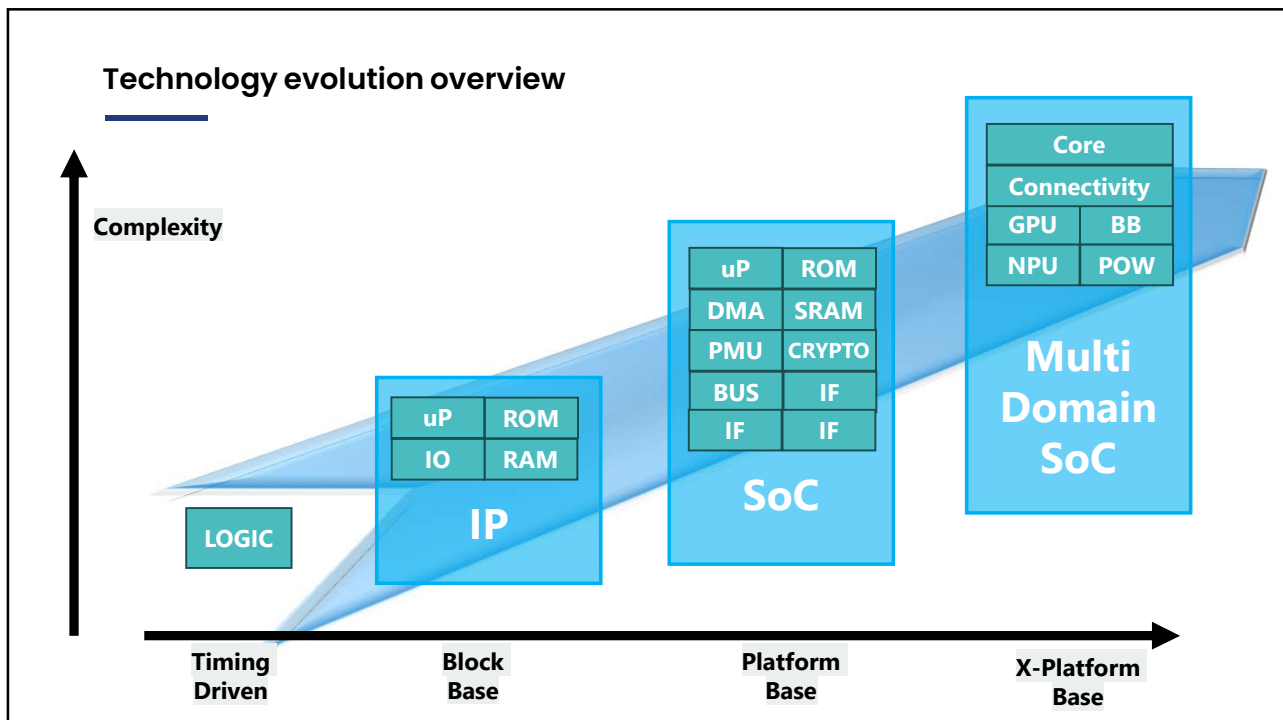 Technology evolution overview
Complexity
LOGIC
uP ROM
IO RAM
IP
uP ROM
DMA SRAM
PMU CRYPTO
BUS IF
IF IF
SoC
Core
Connectivity
GPU BB
NPU POW
Multi
Domain
SoC
Timing
Driven
Block
Base
Platform
Base
X-Platform
Base